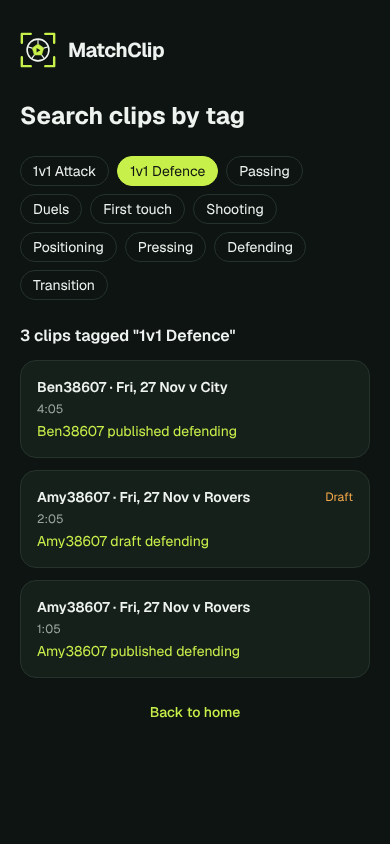 MatchClip
Search clips by tag
1v1 Attack 1v1 Defence Passing
Duels First touch Shooting
Positioning Pressing Defending
Transition
3 clips tagged "1v1 Defence"
Ben38607 · Fri, 27 Nov v City
4:05
Ben38607 published defending
Amy38607 · Fri, 27 Nov v Rovers Draft
2:05
Amy38607 draft defending
Amy38607 · Fri, 27 Nov v Rovers
1:05
Amy38607 published defending
Back to home